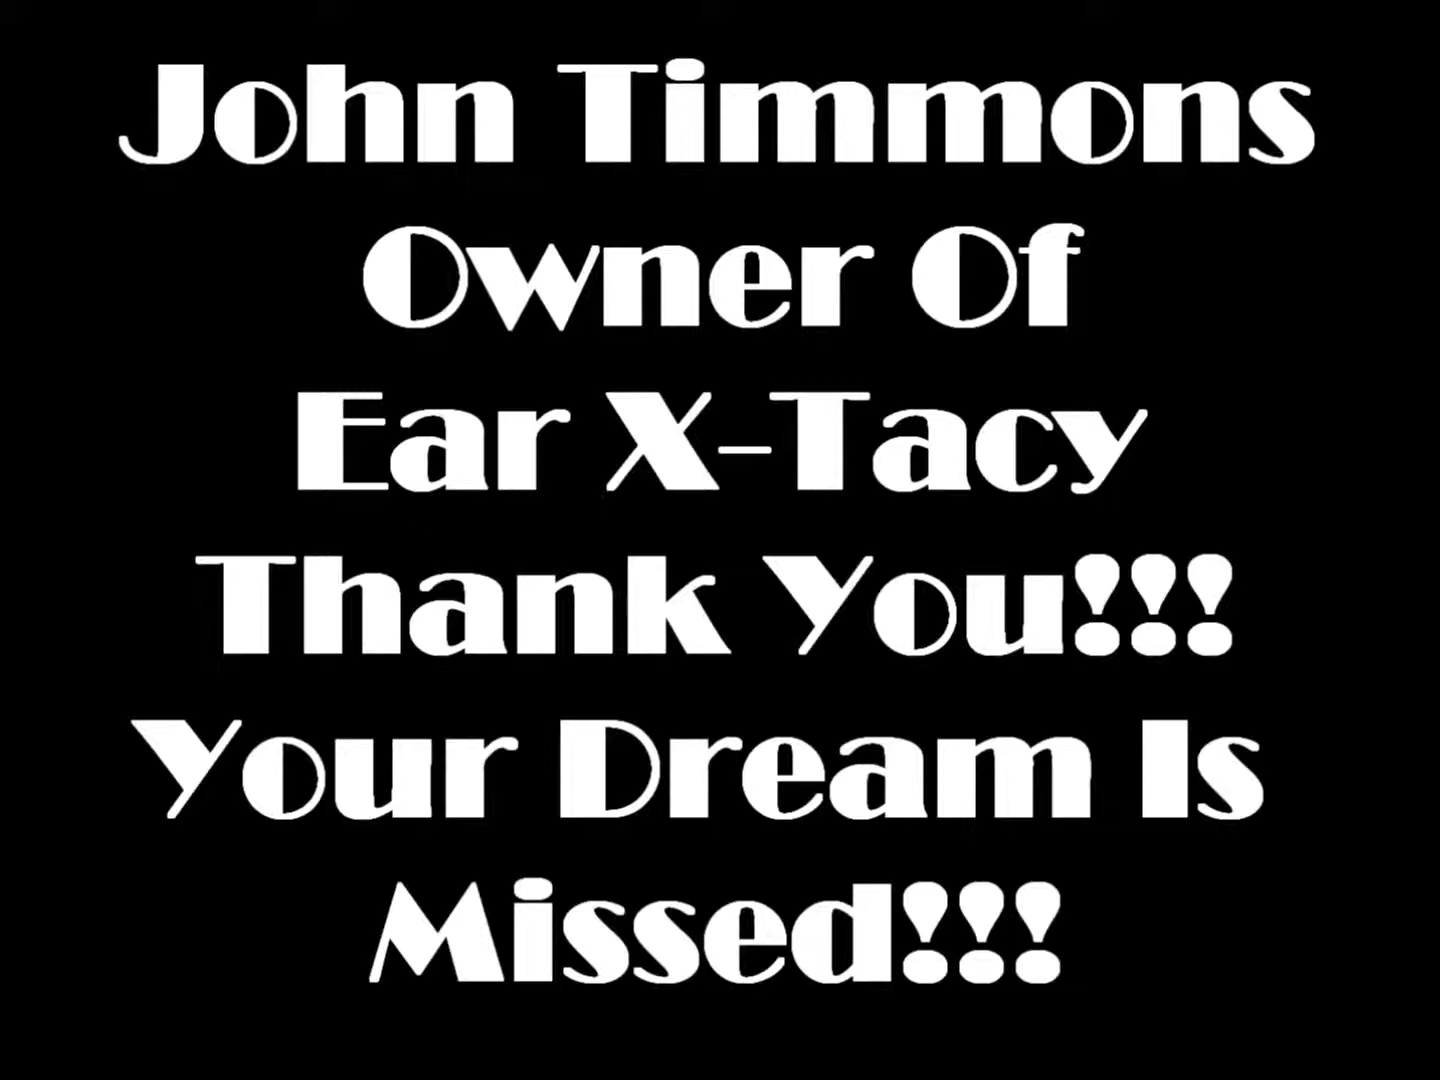 John Timmons
Owner Of
Ear X-Tacy
Thank You!!!
Your Dream Is
Missed!!!